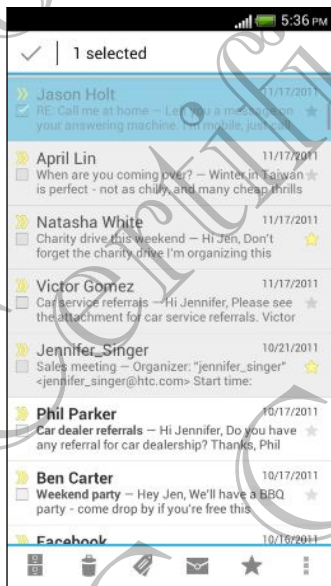 5:36 PM
1 selected
Jason Holt 11/17/2011
RE: Call me at home – Left you a message on
your answering machine. I'm mobile, just call
April Lin 11/17/2011
When are you coming over? – Winter in Taiwan
is perfect - not as chilly, and many cheap thrills
Natasha White 11/17/2011
Charity drive this weekend – Hi Jen, Don't
forget the charity drive I'm organizing this
Victor Gomez 11/17/2011
Car service referrals – Hi Jennifer, Please see
the attachment for car service referrals. Victor
Jennifer_Singer 10/21/2011
Sales meeting – Organizer: "jennifer_singer"
<jennifer_singer@htc.com> Start time:
Phil Parker 10/17/2011
Car dealer referrals – Hi Jennifer, Do you have
any referral for car dealership? Thanks, Phil
Ben Carter 10/17/2011
Weekend party – Hey Jen, We'll have a BBQ
party - come drop by if you're free this
Facebook 10/16/2011